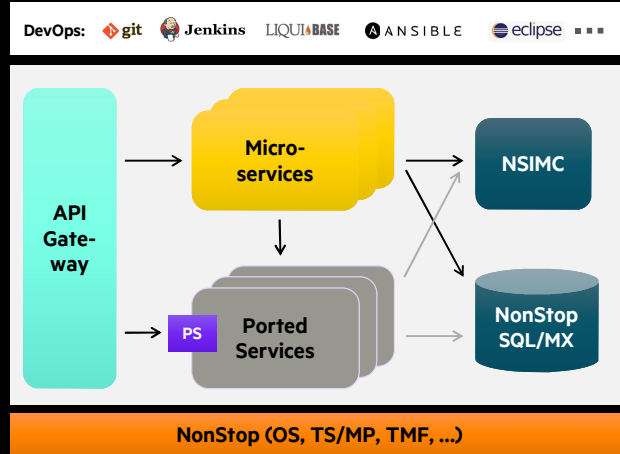 DevOps: git Jenkins LIQUIBASE ANSIBLE eclipse
API
Gate-
way
Micro-
services
NSIMC
PS
Ported
Services
NonStop
SQL/MX
NonStop (OS, TS/MP, TMF, ...)